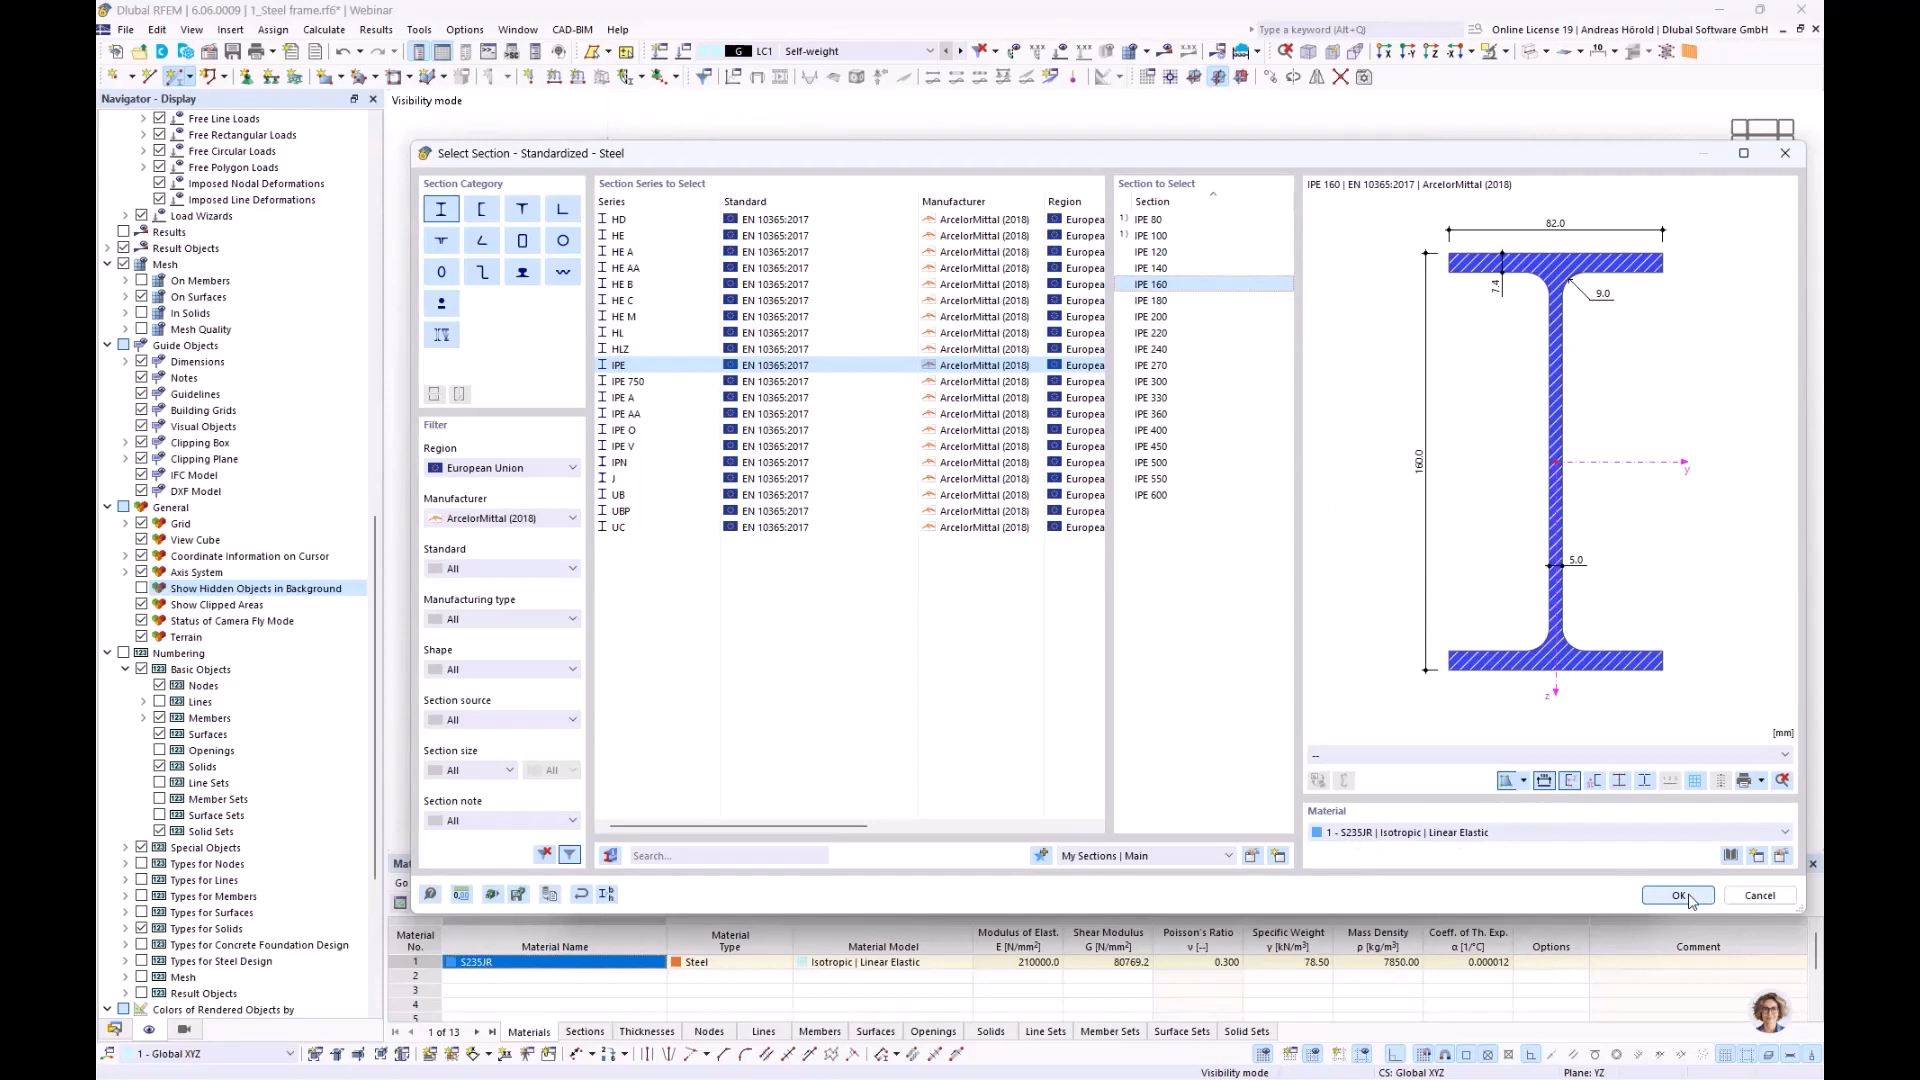 Dlubal RFEM | 6.06.0009 | 1_Steel frame.rf6* | Webinar
File Edit View Insert Assign Calculate Results Tools Options Window CAD-BIM Help
Type a keyword (Alt+Q)
Online License 19 | Andreas Hörold | Dlubal Software GmbH
G LC1 Self-weight
Navigator - Display
Visibility mode
Free Line Loads
Free Rectangular Loads
Free Circular Loads
Free Polygon Loads
Imposed Nodal Deformations
Imposed Line Deformations
Load Wizards
Results
Result Objects
Mesh
On Members
On Surfaces
In Solids
Mesh Quality
Guide Objects
Dimensions
Notes
Guidelines
Building Grids
Visual Objects
Clipping Box
Clipping Plane
IFC Model
DXF Model
General
Grid
View Cube
Coordinate Information on Cursor
Axis System
Show Hidden Objects in Background
Show Clipped Areas
Status of Camera Fly Mode
Terrain
Numbering
Basic Objects
Nodes
Lines
Members
Surfaces
Openings
Solids
Line Sets
Member Sets
Surface Sets
Solid Sets
Special Objects
Types for Nodes
Types for Lines
Types for Members
Types for Surfaces
Types for Solids
Types for Concrete Foundation Design
Types for Steel Design
Mesh
Result Objects
Colors of Rendered Objects by
Select Section - Standardized - Steel
Section Category
Filter
Region
European Union
Manufacturer
ArcelorMittal (2018)
Standard
All
Manufacturing type
All
Shape
All
Section source
All
Section size
All All
Section note
All
Section Series to Select
Series Standard Manufacturer Region
HD EN 10365:2017 ArcelorMittal (2018) Europea
HE EN 10365:2017 ArcelorMittal (2018) Europea
HE A EN 10365:2017 ArcelorMittal (2018) Europea
HE AA EN 10365:2017 ArcelorMittal (2018) Europea
HE B EN 10365:2017 ArcelorMittal (2018) Europea
HE C EN 10365:2017 ArcelorMittal (2018) Europea
HE M EN 10365:2017 ArcelorMittal (2018) Europea
HL EN 10365:2017 ArcelorMittal (2018) Europea
HLZ EN 10365:2017 ArcelorMittal (2018) Europea
IPE EN 10365:2017 ArcelorMittal (2018) Europea
IPE 750 EN 10365:2017 ArcelorMittal (2018) Europea
IPE A EN 10365:2017 ArcelorMittal (2018) Europea
IPE AA EN 10365:2017 ArcelorMittal (2018) Europea
IPE O EN 10365:2017 ArcelorMittal (2018) Europea
IPE V EN 10365:2017 ArcelorMittal (2018) Europea
IPN EN 10365:2017 ArcelorMittal (2018) Europea
J EN 10365:2017 ArcelorMittal (2018) Europea
UB EN 10365:2017 ArcelorMittal (2018) Europea
UBP EN 10365:2017 ArcelorMittal (2018) Europea
UC EN 10365:2017 ArcelorMittal (2018) Europea
Search...
Section to Select
Section
1) IPE 80
1) IPE 100
IPE 120
IPE 140
IPE 160
IPE 180
IPE 200
IPE 220
IPE 240
IPE 270
IPE 300
IPE 330
IPE 360
IPE 400
IPE 450
IPE 500
IPE 550
IPE 600
My Sections | Main
IPE 160 | EN 10365:2017 | ArcelorMittal (2018)
82.0
7.4
9.0
160.0
y
5.0
z
[mm]
--
Material
1 - S235JR | Isotropic | Linear Elastic
OK Cancel
Mat
Go
Material No. Material Name Material Type Material Model Modulus of Elast. E [N/mm²] Shear Modulus G [N/mm²] Poisson's Ratio ν [--] Specific Weight γ [kN/m³] Mass Density ρ [kg/m³] Coeff. of Th. Exp. α [1/°C] Options Comment
1 S235JR Steel Isotropic | Linear Elastic 210000.0 80769.2 0.300 78.50 7850.00 0.000012
2
3
4
5
1 of 13 Materials Sections Thicknesses Nodes Lines Members Surfaces Openings Solids Line Sets Member Sets Surface Sets Solid Sets
1 - Global XYZ
Visibility mode CS: Global XYZ Plane: YZ